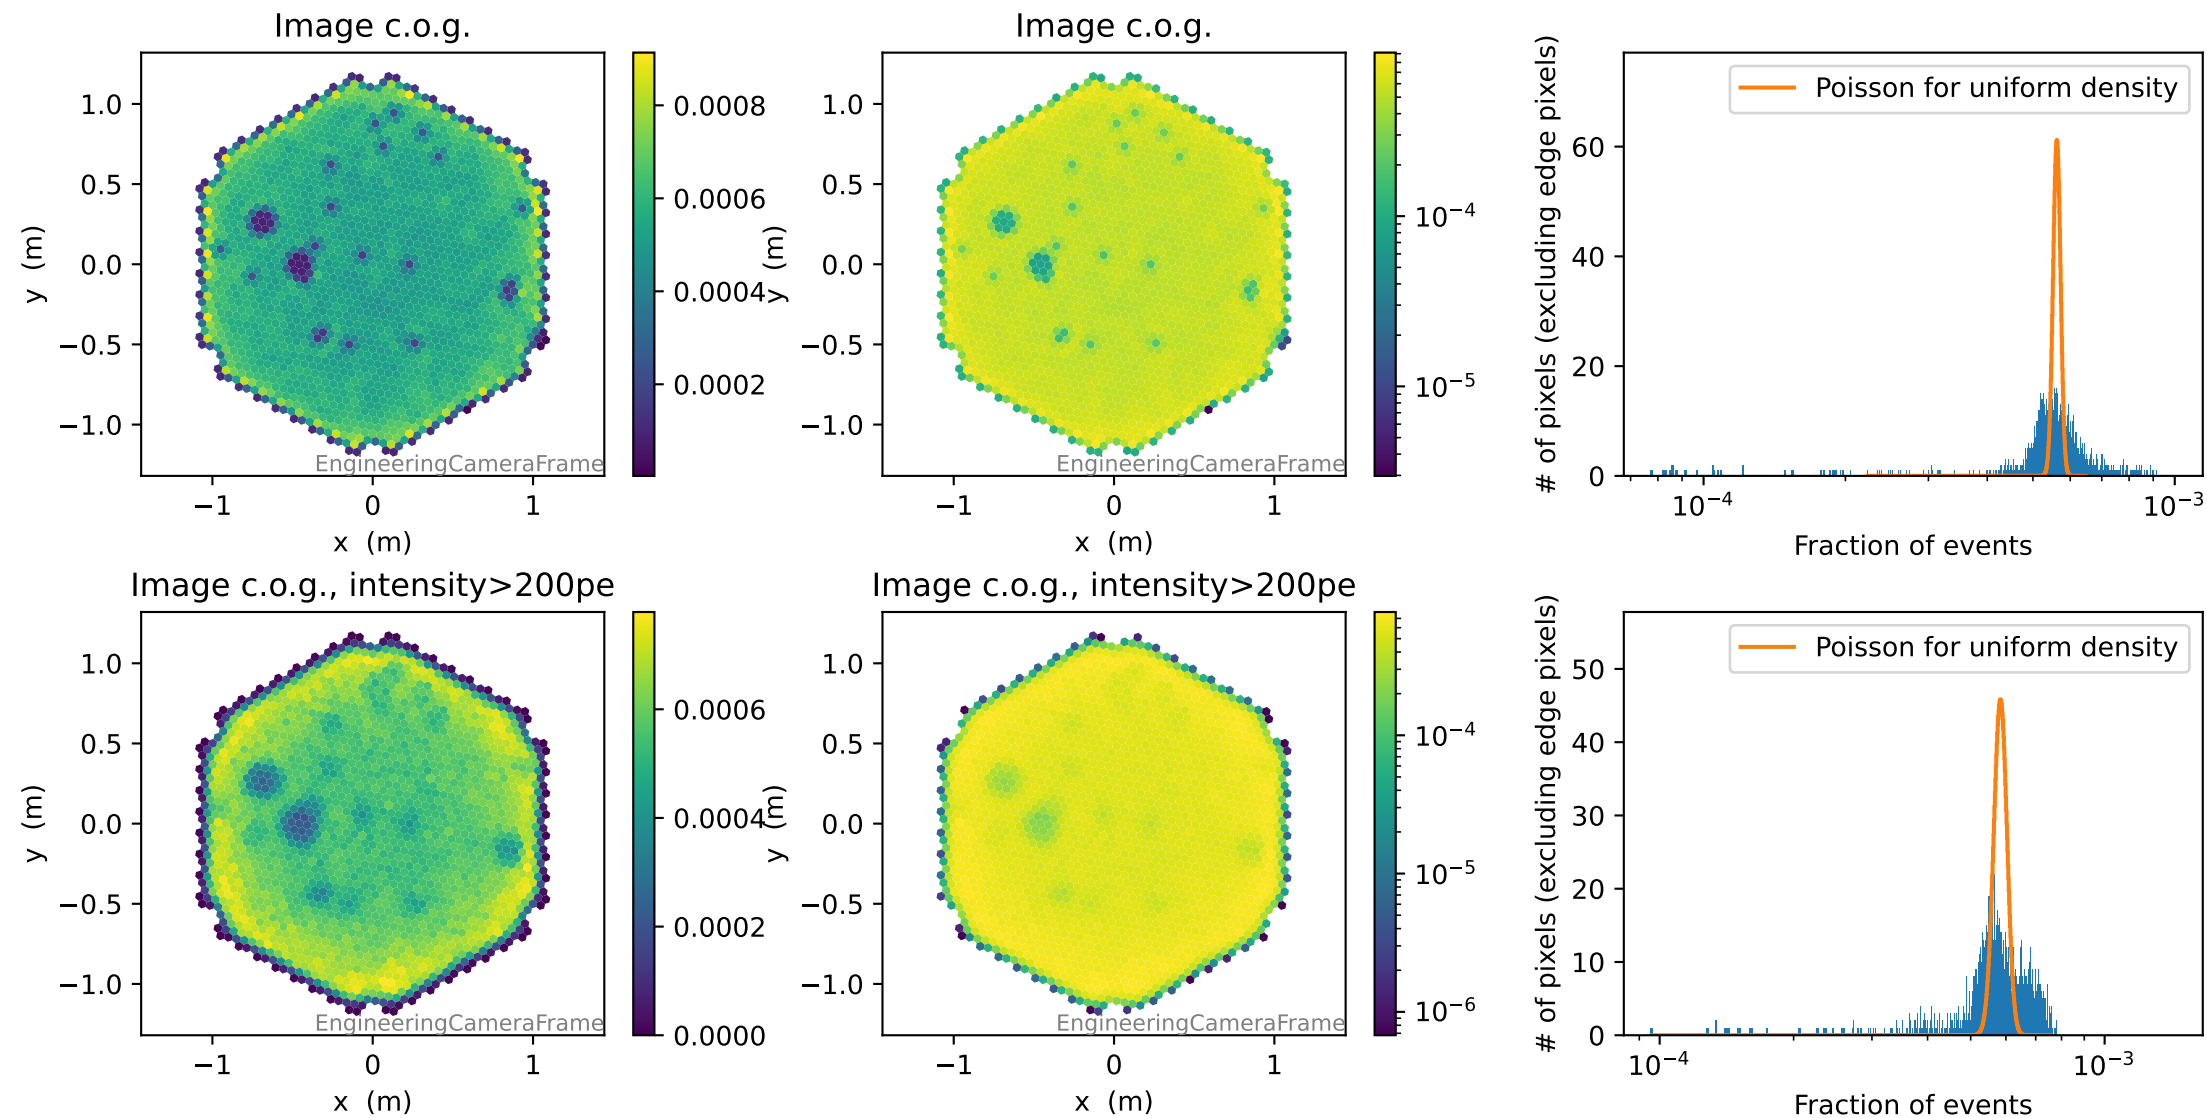 Image c.o.g.
1.0
0.5
0.0
−0.5
−1.0
y (m)
EngineeringCameraFrame
−1
0
1
x (m)
0.0008
0.0006
0.0004
0.0002
Image c.o.g.
1.0
0.5
0.0
−0.5
−1.0
y (m)
EngineeringCameraFrame
−1
0
1
x (m)
10⁻⁴
10⁻⁵
# of pixels (excluding edge pixels)
60
40
20
0
Poisson for uniform density
10⁻⁴
10⁻³
Fraction of events
Image c.o.g., intensity>200pe
1.0
0.5
0.0
−0.5
−1.0
y (m)
EngineeringCameraFrame
−1
0
1
x (m)
0.0006
0.0004
0.0002
0.0000
Image c.o.g., intensity>200pe
1.0
0.5
0.0
−0.5
−1.0
y (m)
EngineeringCameraFrame
−1
0
1
x (m)
10⁻⁴
10⁻⁵
10⁻⁶
# of pixels (excluding edge pixels)
50
40
30
20
10
0
Poisson for uniform density
10⁻⁴
10⁻³
Fraction of events